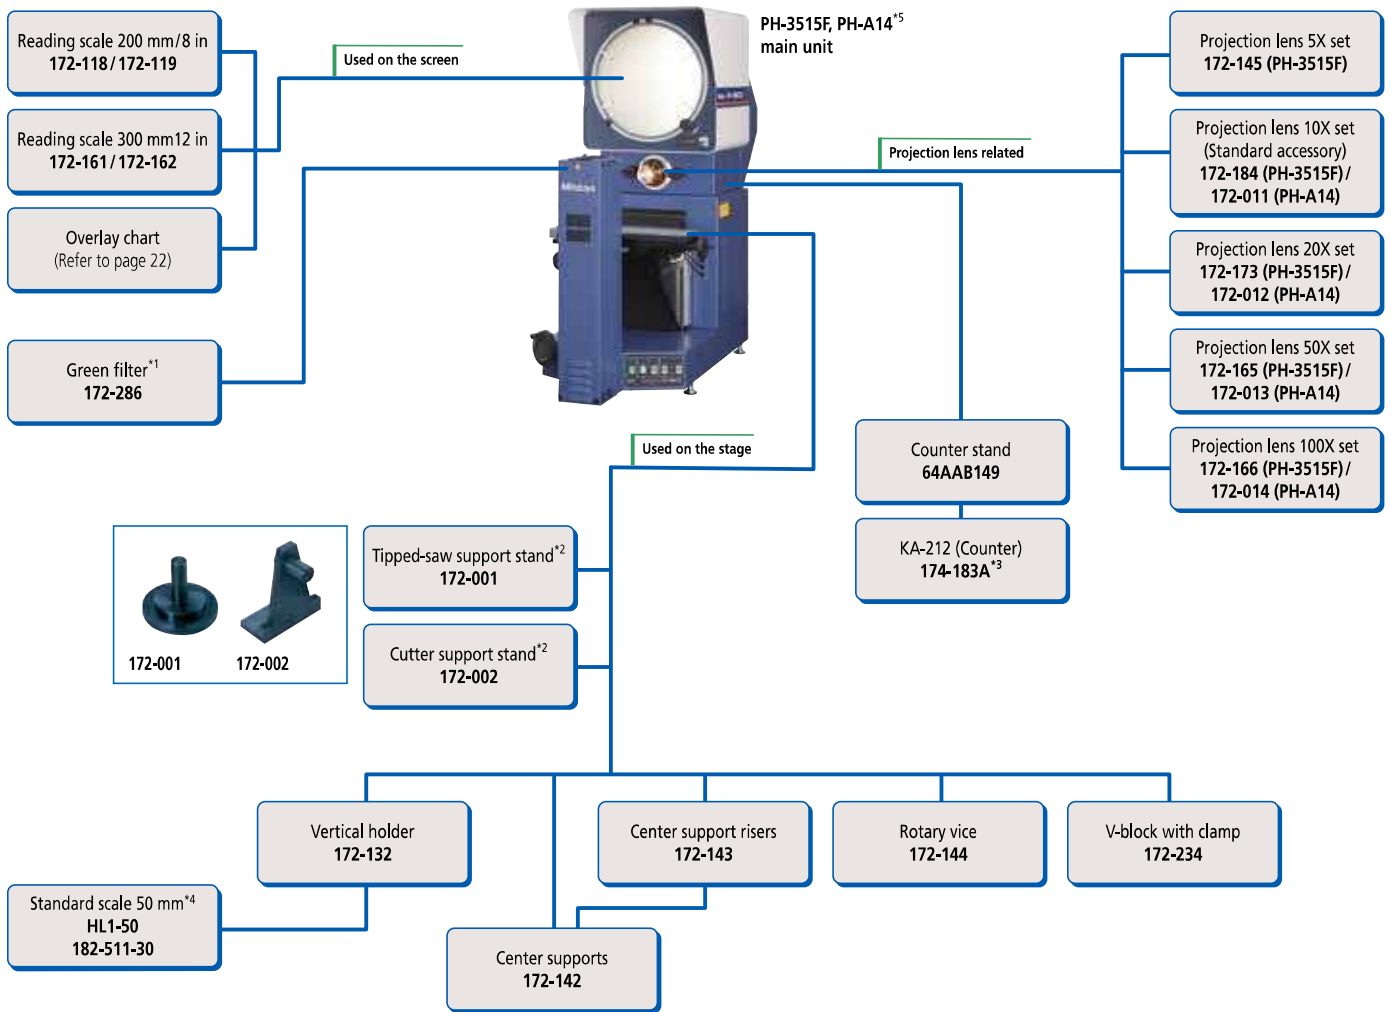 Reading scale 200 mm/8 in
172-118 / 172-119
Reading scale 300 mm12 in
172-161 / 172-162
Overlay chart
(Refer to page 22)
Green filter*1
172-286
Used on the screen
PH-3515F, PH-A14*5
main unit
Mitutoyo
Projection lens related
Projection lens 5X set
172-145 (PH-3515F)
Projection lens 10X set
(Standard accessory)
172-184 (PH-3515F) /
172-011 (PH-A14)
Projection lens 20X set
172-173 (PH-3515F) /
172-012 (PH-A14)
Projection lens 50X set
172-165 (PH-3515F) /
172-013 (PH-A14)
Projection lens 100X set
172-166 (PH-3515F) /
172-014 (PH-A14)
Used on the stage
Counter stand
64AAB149
KA-212 (Counter)
174-183A*3
172-001
172-002
Tipped-saw support stand*2
172-001
Cutter support stand*2
172-002
Vertical holder
172-132
Center support risers
172-143
Rotary vice
172-144
V-block with clamp
172-234
Standard scale 50 mm*4
HL1-50
182-511-30
Center supports
172-142